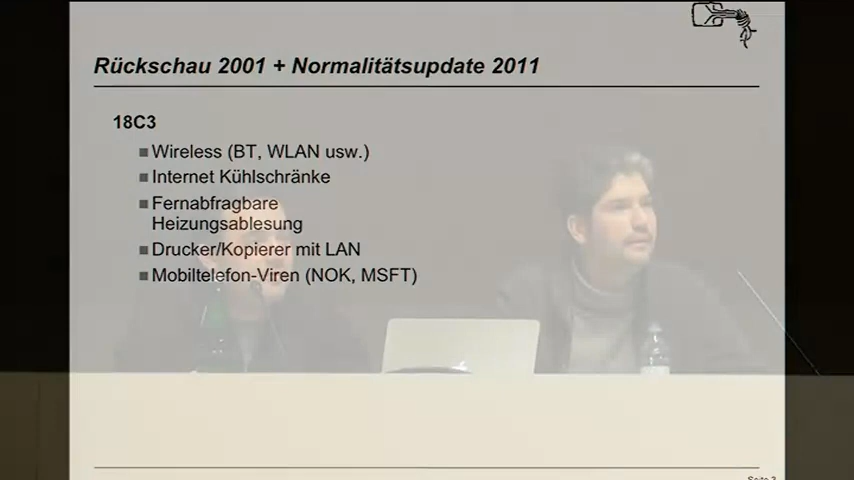 Rückschau 2001 + Normalitätsupdate 2011
18C3
Wireless (BT, WLAN usw.)
Internet Kühlschränke
Fernabfragbare
Heizungsablesung
Drucker/Kopierer mit LAN
Mobiltelefon-Viren (NOK, MSFT)